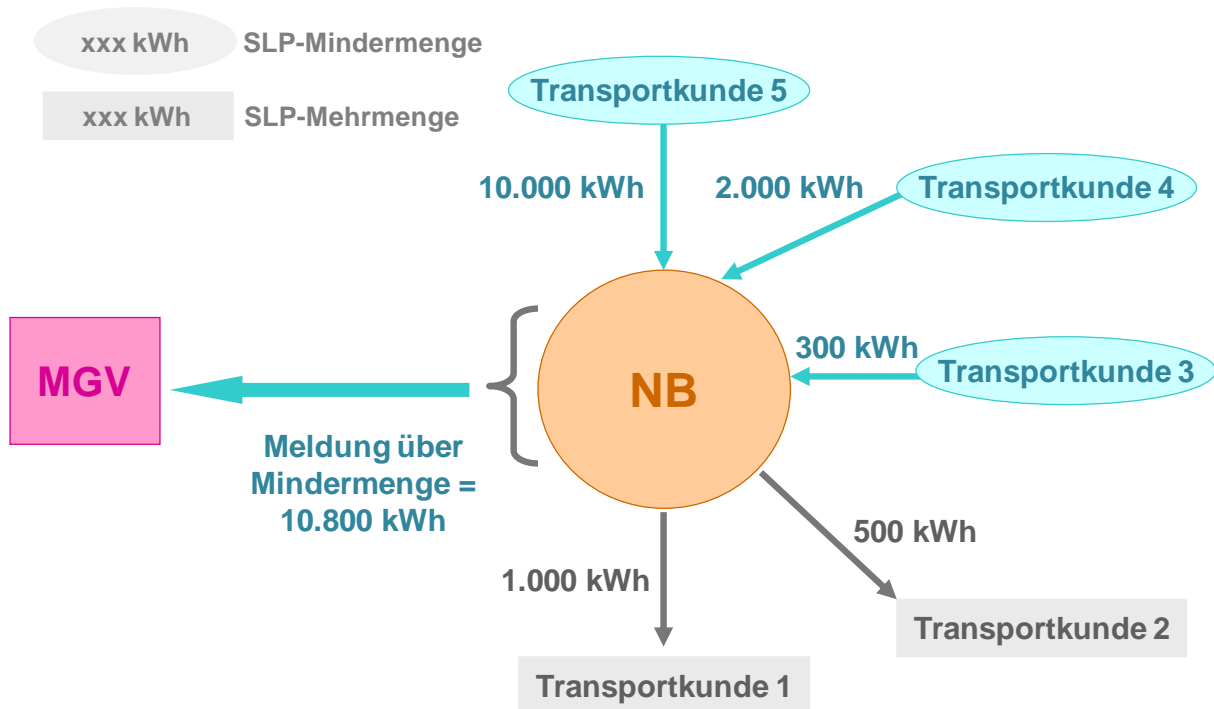 xxx kWh SLP-Mindermenge
xxx kWh SLP-Mehrmenge
Transportkunde 5
10.000 kWh
2.000 kWh
Transportkunde 4
300 kWh
Transportkunde 3
MGV
NB
Meldung über
Mindermenge =
10.800 kWh
500 kWh
1.000 kWh
Transportkunde 2
Transportkunde 1